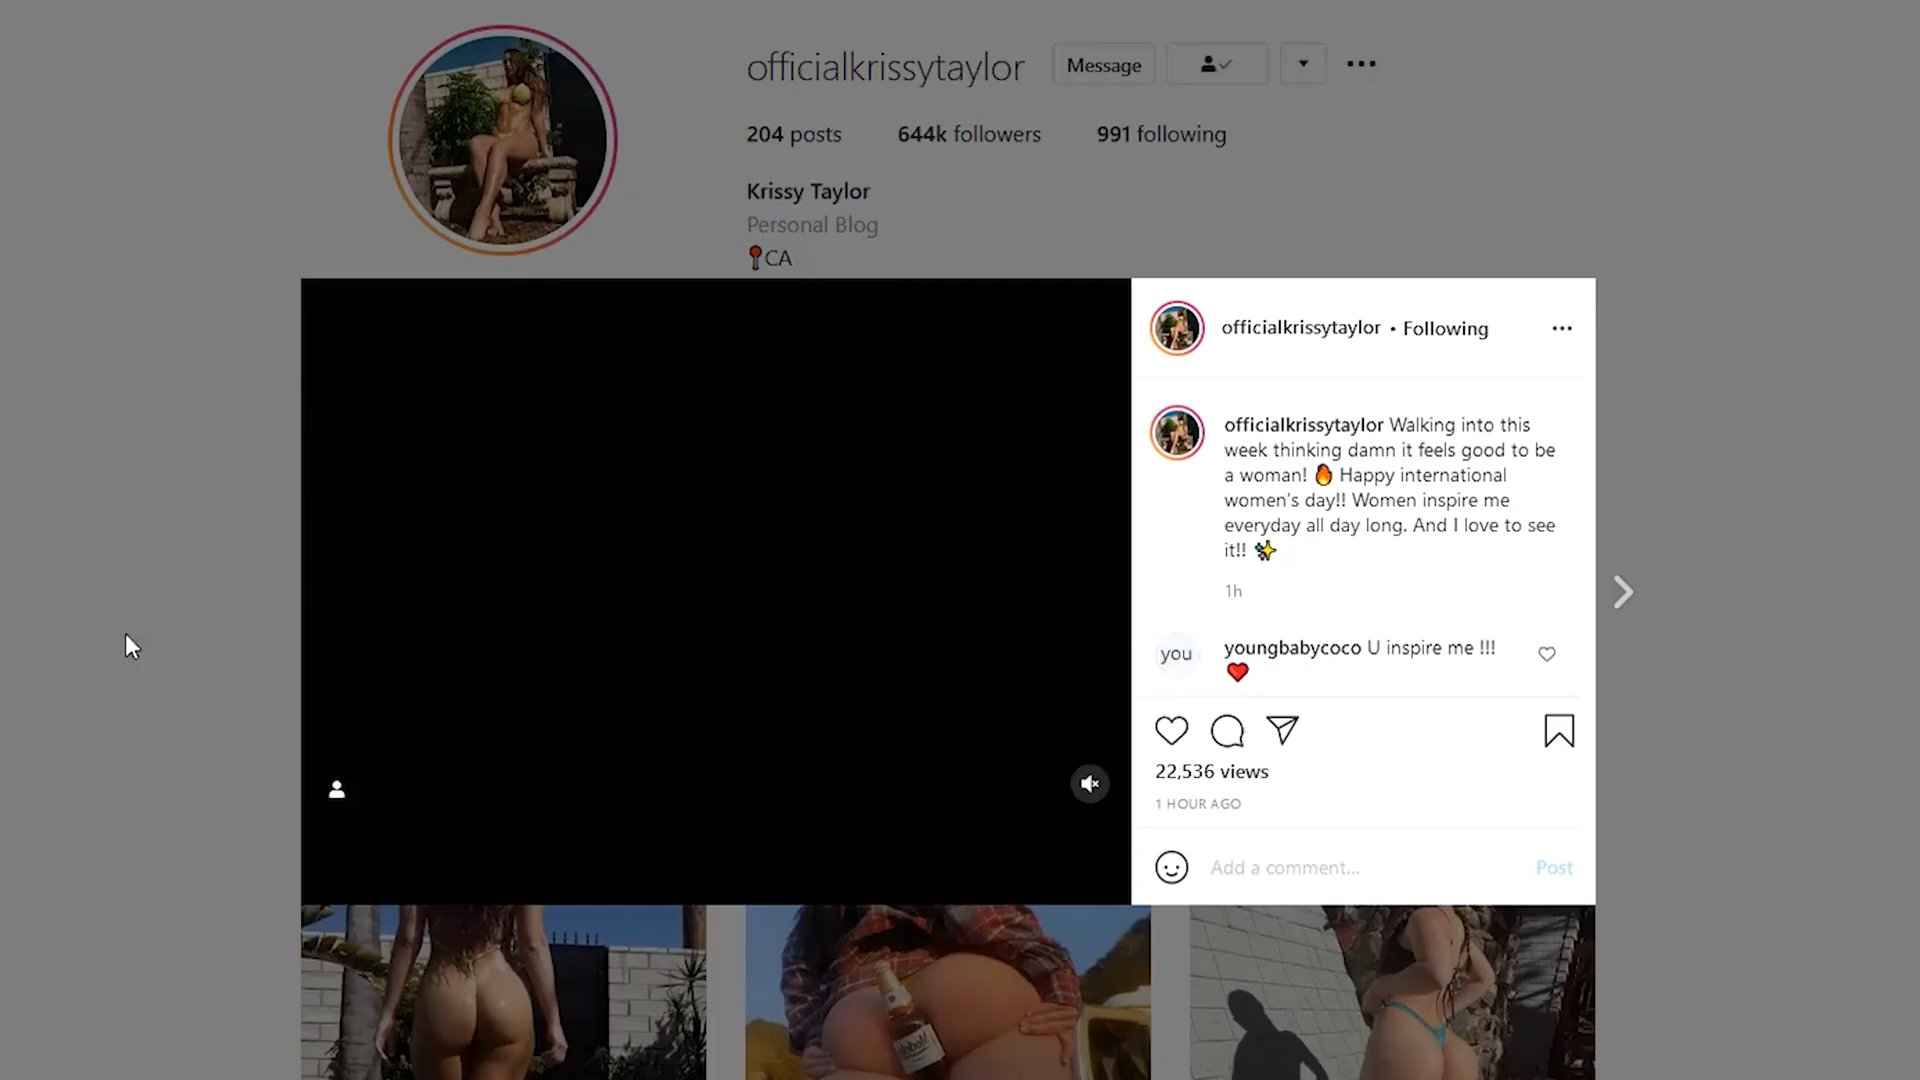 officialkrissytaylor
Message
204 posts
644k followers
991 following
Krissy Taylor
Personal Blog
📍CA
officialkrissytaylor • Following
officialkrissytaylor Walking into this
week thinking damn it feels good to be
a woman! 🔥 Happy international
women's day!! Women inspire me
everyday all day long. And I love to see
it!! ✨
1h
you
youngbabycoco U inspire me !!!
❤️
22,536 views
1 HOUR AGO
Add a comment...
Post
Modelo